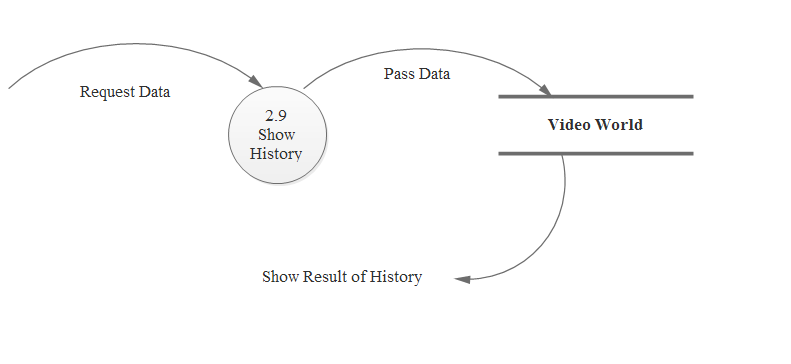 Request Data
Pass Data
2.9
Show
History
Video World
Show Result of History